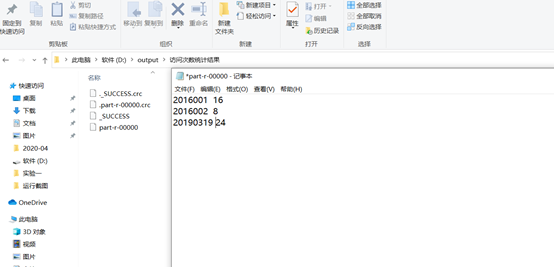 剪切
复制路径
粘贴快捷方式
固定到
快速访问
复制
粘贴
移动到
复制到
删除
重命名
新建项目
轻松访问
新建
文件夹
属性
打开
编辑
历史记录
全部选择
全部取消
反向选择
剪贴板
组织
新建
打开
选择
此电脑 > 软件 (D:) > output > 访问次数统计结果
快速访问
桌面
下载
文档
图片
2020-04
软件 (D:)
实验一
运行截图
OneDrive
此电脑
3D 对象
视频
图片
名称
._SUCCESS.crc
.part-r-00000.crc
_SUCCESS
part-r-00000
*part-r-00000 - 记事本
文件(F) 编辑(E) 格式(O) 查看(V) 帮助(H)
2016001 16
2016002 8
20190319 24